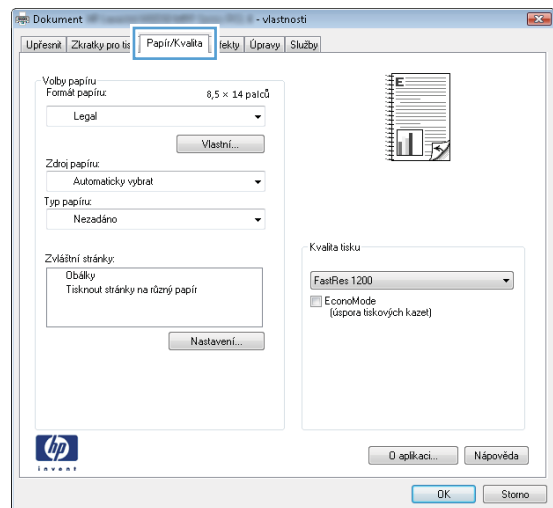 Dokument - vlastnosti
Upřesnit Zkratky pro tis Papír/Kvalita fekty Úpravy Služby
Volby papíru
Formát papíru: 8,5 × 14 palců
Legal
Vlastní...
Zdroj papíru:
Automaticky vybrat
Typ papíru:
Nezadáno
Zvláštní stránky:
Obálky
Tisknout stránky na různý papír
Nastavení...
E
Kvalita tisku
FastRes 1200
EconoMode
(úspora tiskových kazet)
hp
invent
O aplikaci... Nápověda
OK Storno